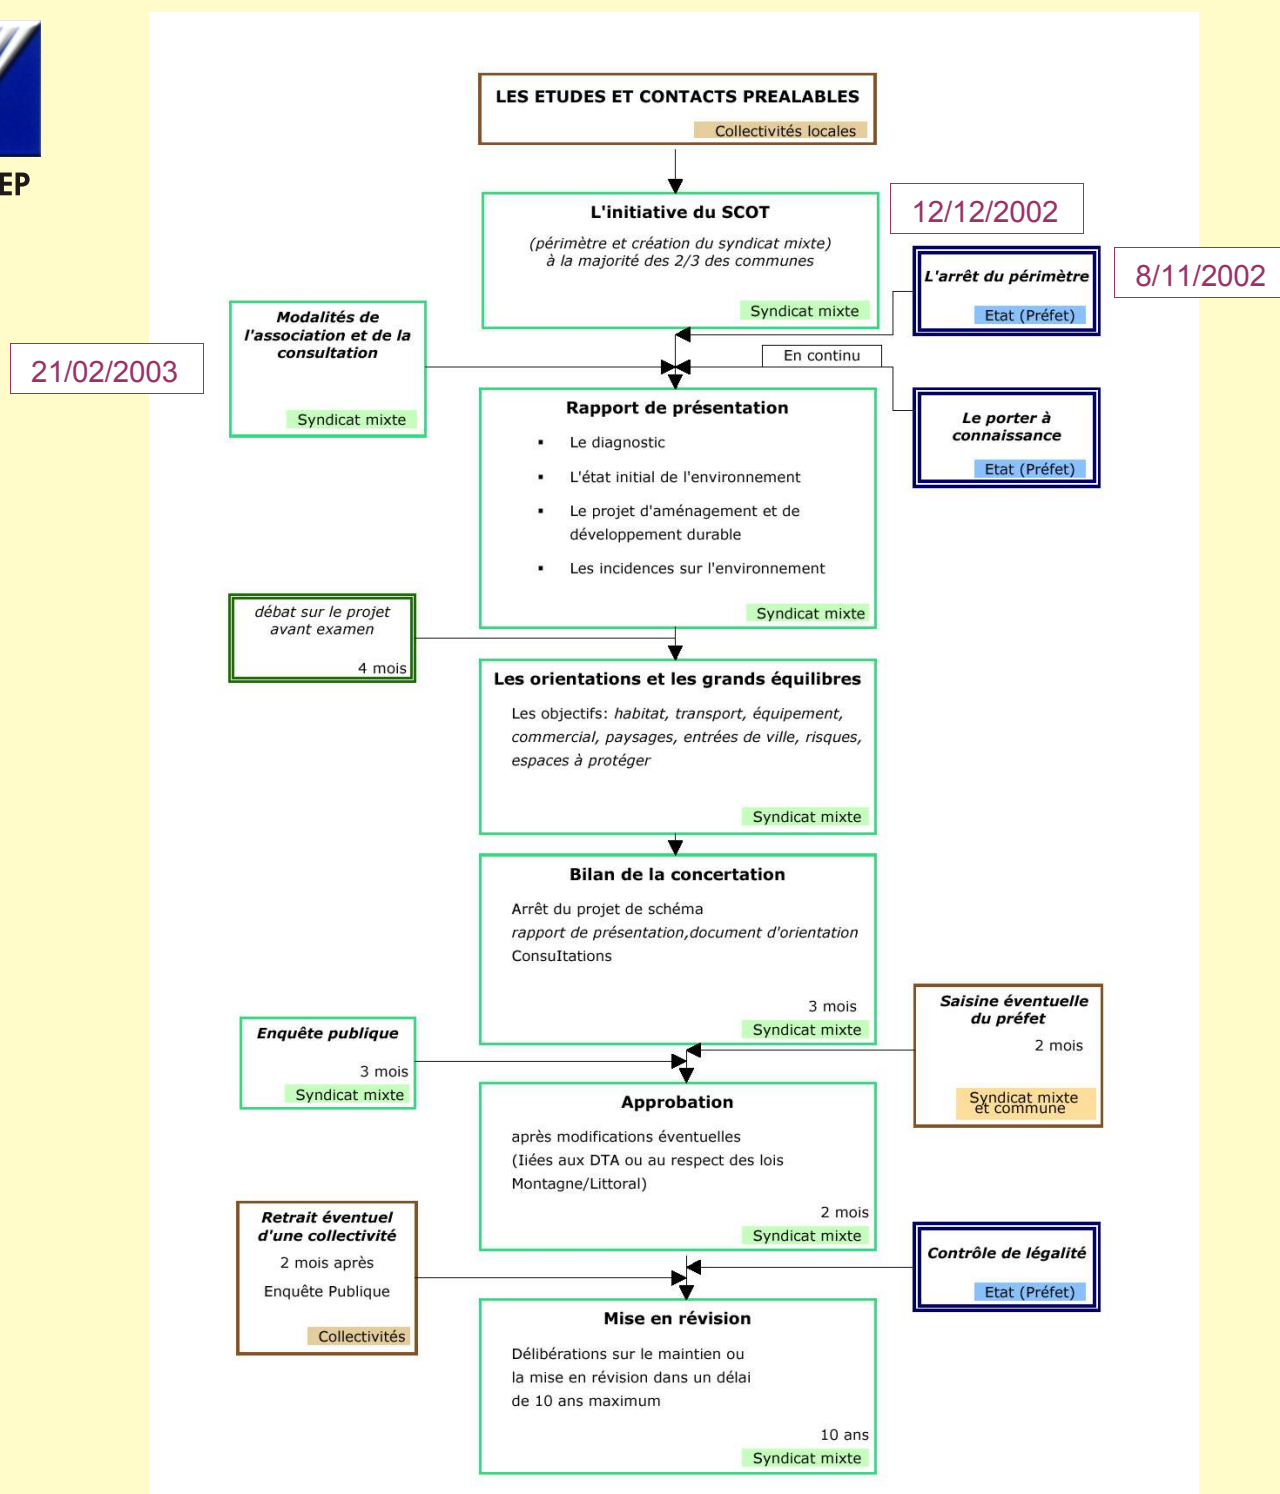 EP
LES ETUDES ET CONTACTS PREALABLES
Collectivités locales
L'initiative du SCOT
(périmètre et création du syndicat mixte)
à la majorité des 2/3 des communes
Syndicat mixte
12/12/2002
L'arrêt du périmètre
Etat (Préfet)
8/11/2002
Modalités de
l'association et de la
consultation
Syndicat mixte
21/02/2003
En continu
Le porter à
connaissance
Etat (Préfet)
Rapport de présentation
▪ Le diagnostic
▪ L'état initial de l'environnement
▪ Le projet d'aménagement et de
développement durable
▪ Les incidences sur l'environnement
Syndicat mixte
débat sur le projet
avant examen
4 mois
Les orientations et les grands équilibres
Les objectifs: habitat, transport, équipement,
commercial, paysages, entrées de ville, risques,
espaces à protéger
Syndicat mixte
Bilan de la concertation
Arrêt du projet de schéma
rapport de présentation,document d'orientation
ConsuItations
3 mois
Syndicat mixte
Saisine éventuelle
du préfet
2 mois
Syndicat mixte
et commune
Enquête publique
3 mois
Syndicat mixte
Approbation
après modifications éventuelles
(Iiées aux DTA ou au respect des lois
Montagne/Littoral)
2 mois
Syndicat mixte
Retrait éventuel
d'une collectivité
2 mois après
Enquête Publique
Collectivités
Contrôle de légalité
Etat (Préfet)
Mise en révision
Délibérations sur le maintien ou
la mise en révision dans un délai
de 10 ans maximum
10 ans
Syndicat mixte